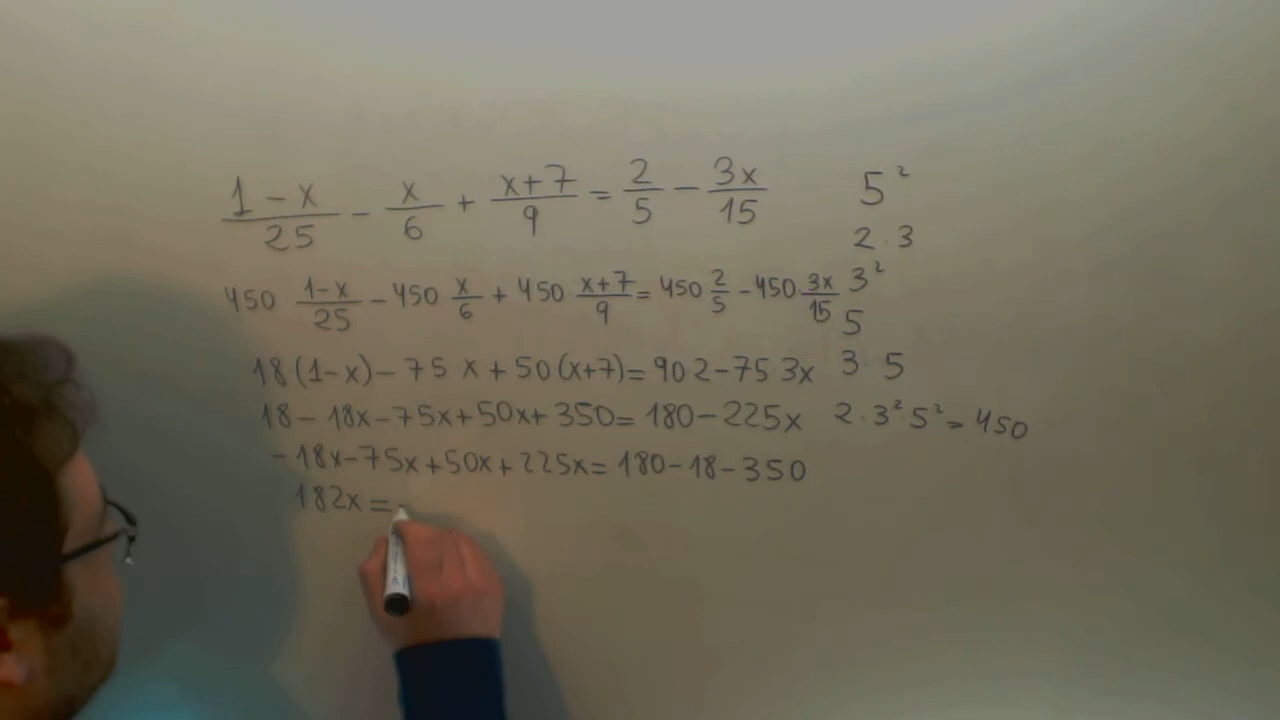 1-x/25 - x/6 + x+7/9 = 2/5 - 3x/15 5²
2·3
450 · 1-x/25 - 450 x/6 + 450 · x+7/9 = 450 2/5 - 450·3x/15 3²
5
18(1-x)-75 x+50(x+7)=90 2-75 3x 3·5
18-18x-75x+50x+350=180-225x 2·3²·5²=450
-18x-75x+50x+225x=180-18-350
182x=